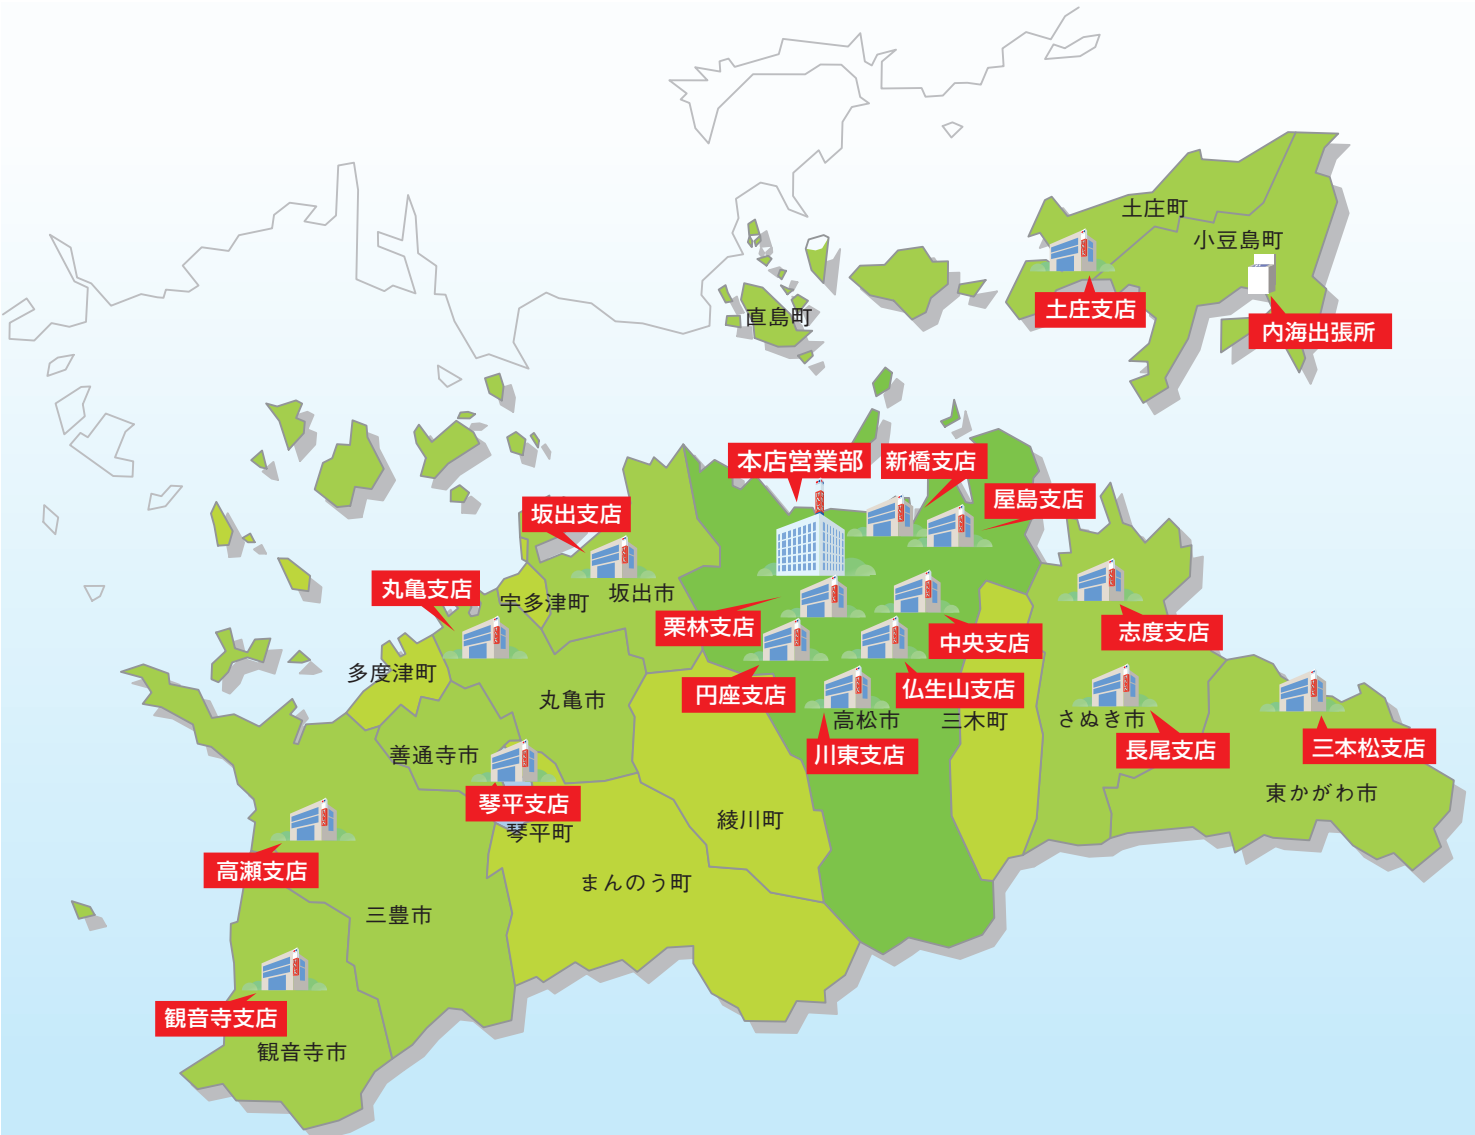 土庄町
小豆島町
土庄支店
直島町
内海出張所
本店営業部
新橋支店
屋島支店
坂出支店
丸亀支店
宇多津町
坂出市
栗林支店
中央支店
志度支店
多度津町
丸亀市
円座支店
仏生山支店
高松市
三木町
さぬき市
善通寺市
川東支店
長尾支店
三本松支店
琴平支店
東かがわ市
琴平町
綾川町
高瀬支店
まんのう町
三豊市
観音寺支店
観音寺市